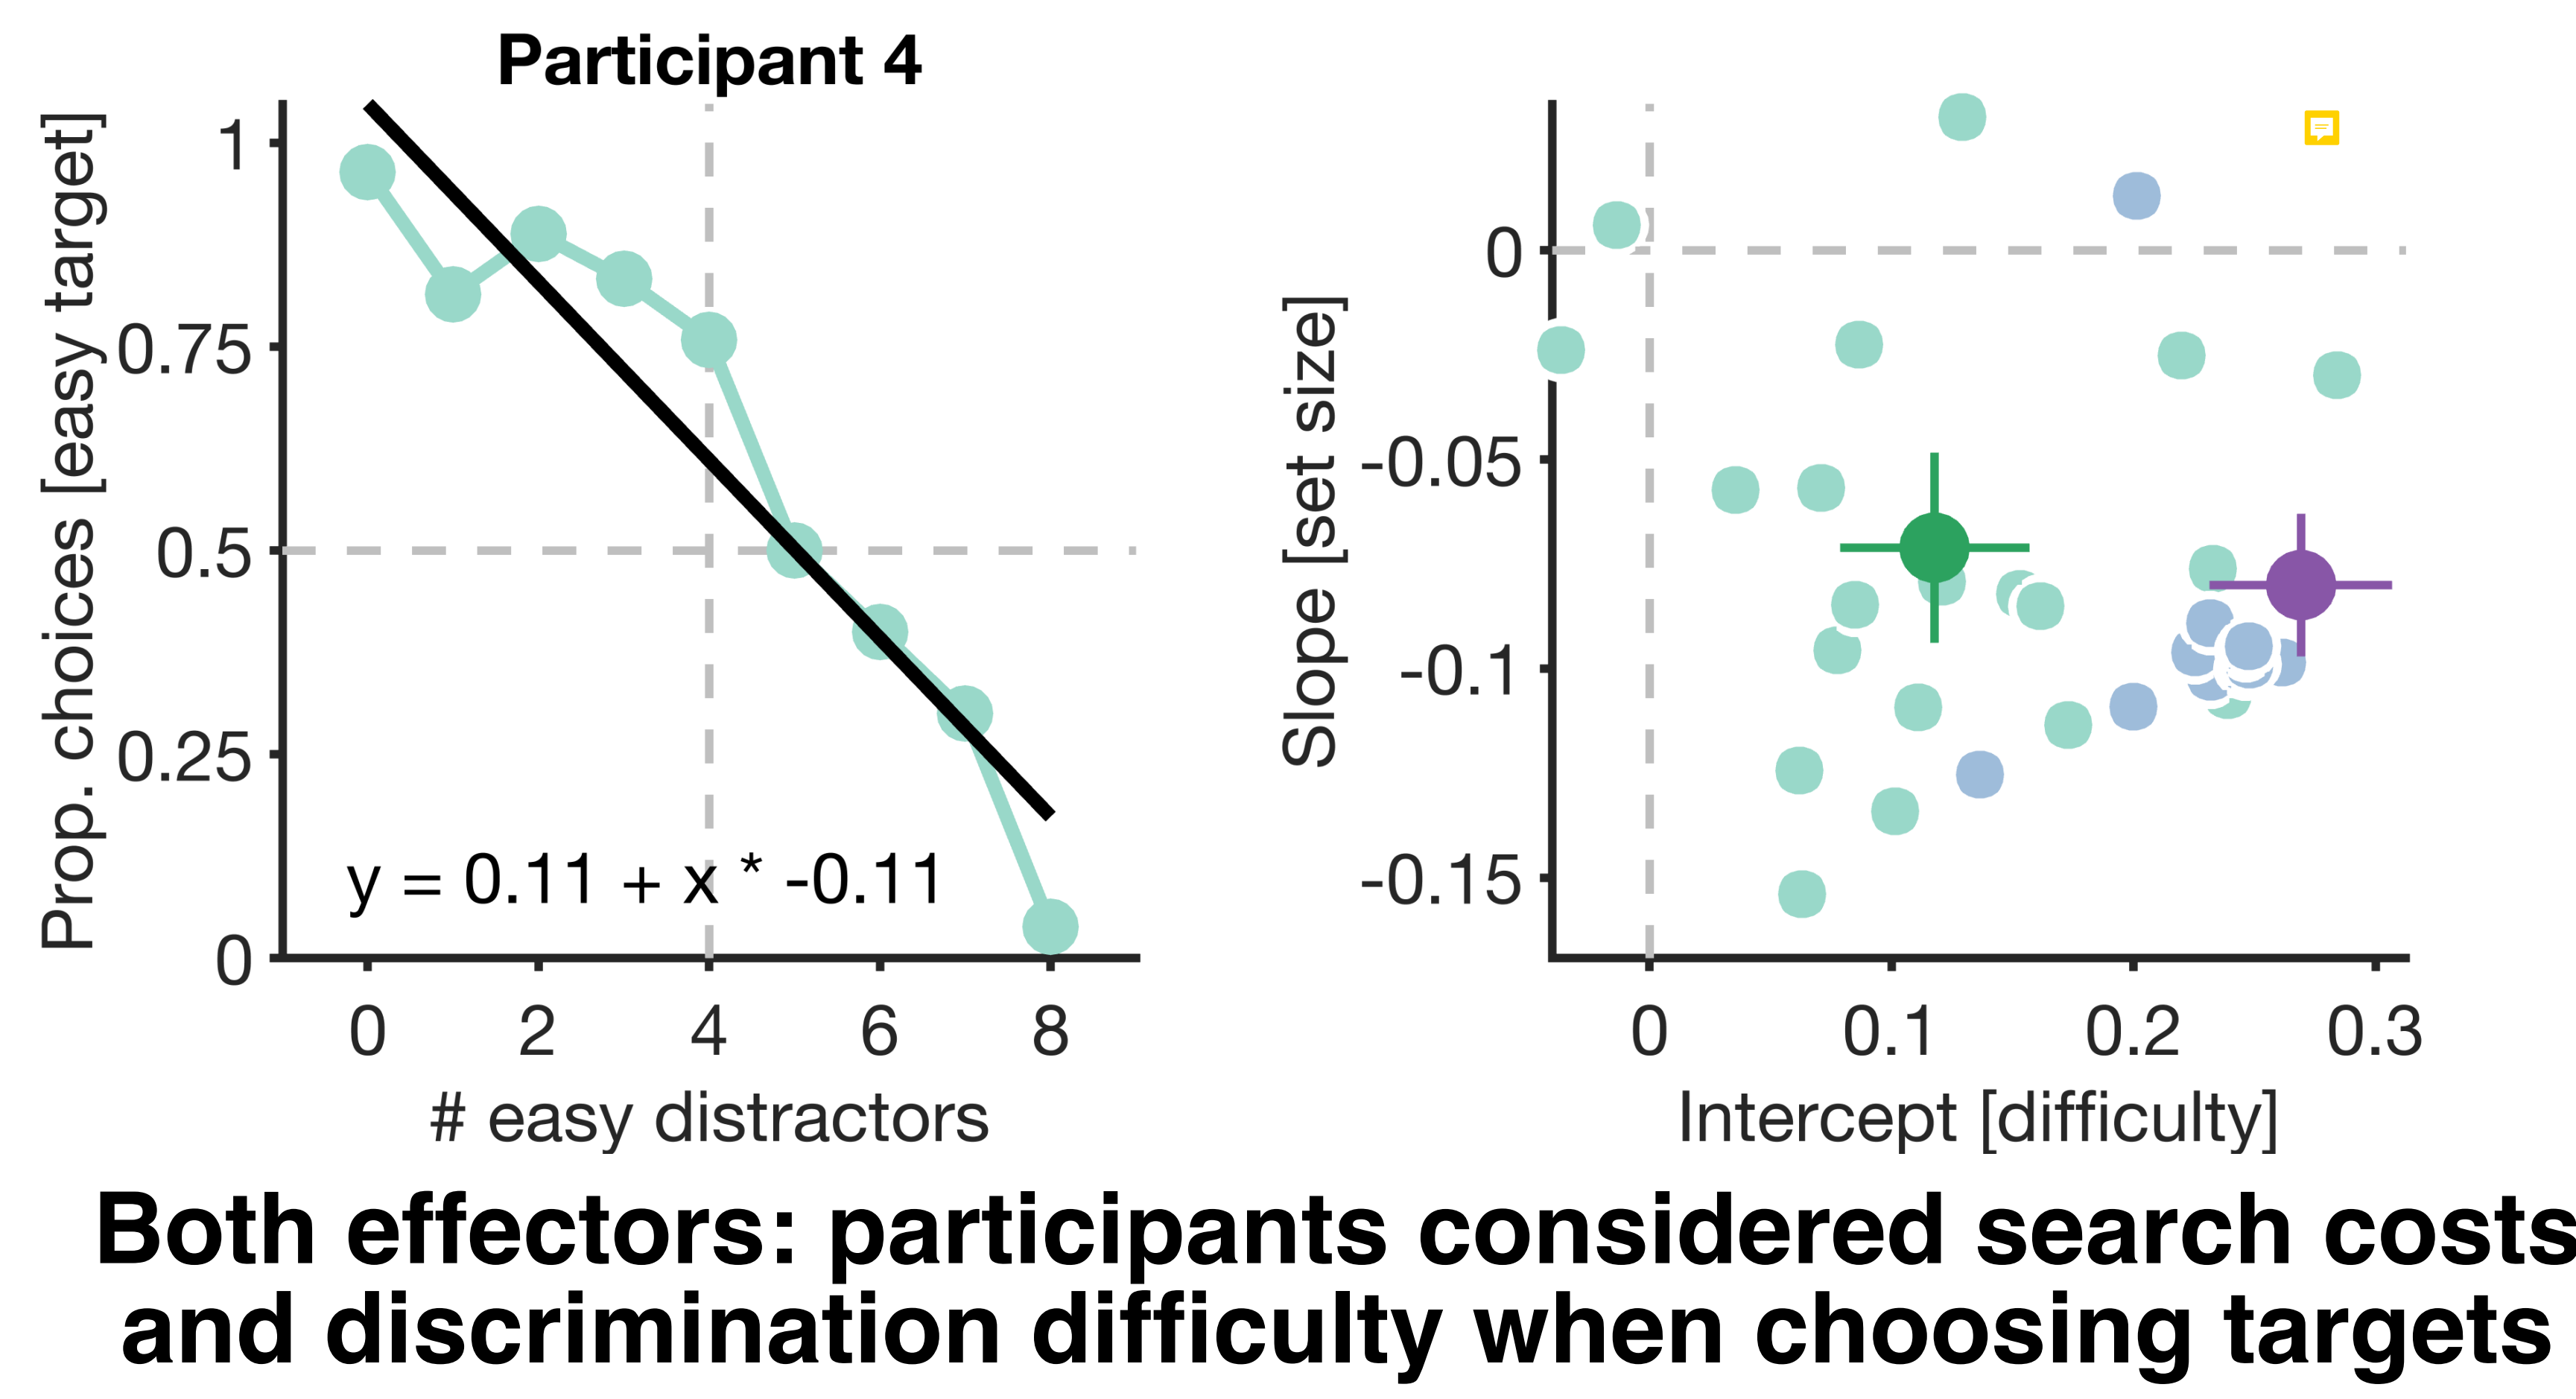 Participant 4
Prop. choices [easy target]
1
0.75
0.5
0.25
0
y = 0.11 + x * -0.11
0 2 4 6 8
# easy distractors
Slope [set size]
0
-0.05
-0.1
-0.15
0 0.1 0.2 0.3
Intercept [difficulty]
Both effectors: participants considered search costs
and discrimination difficulty when choosing targets